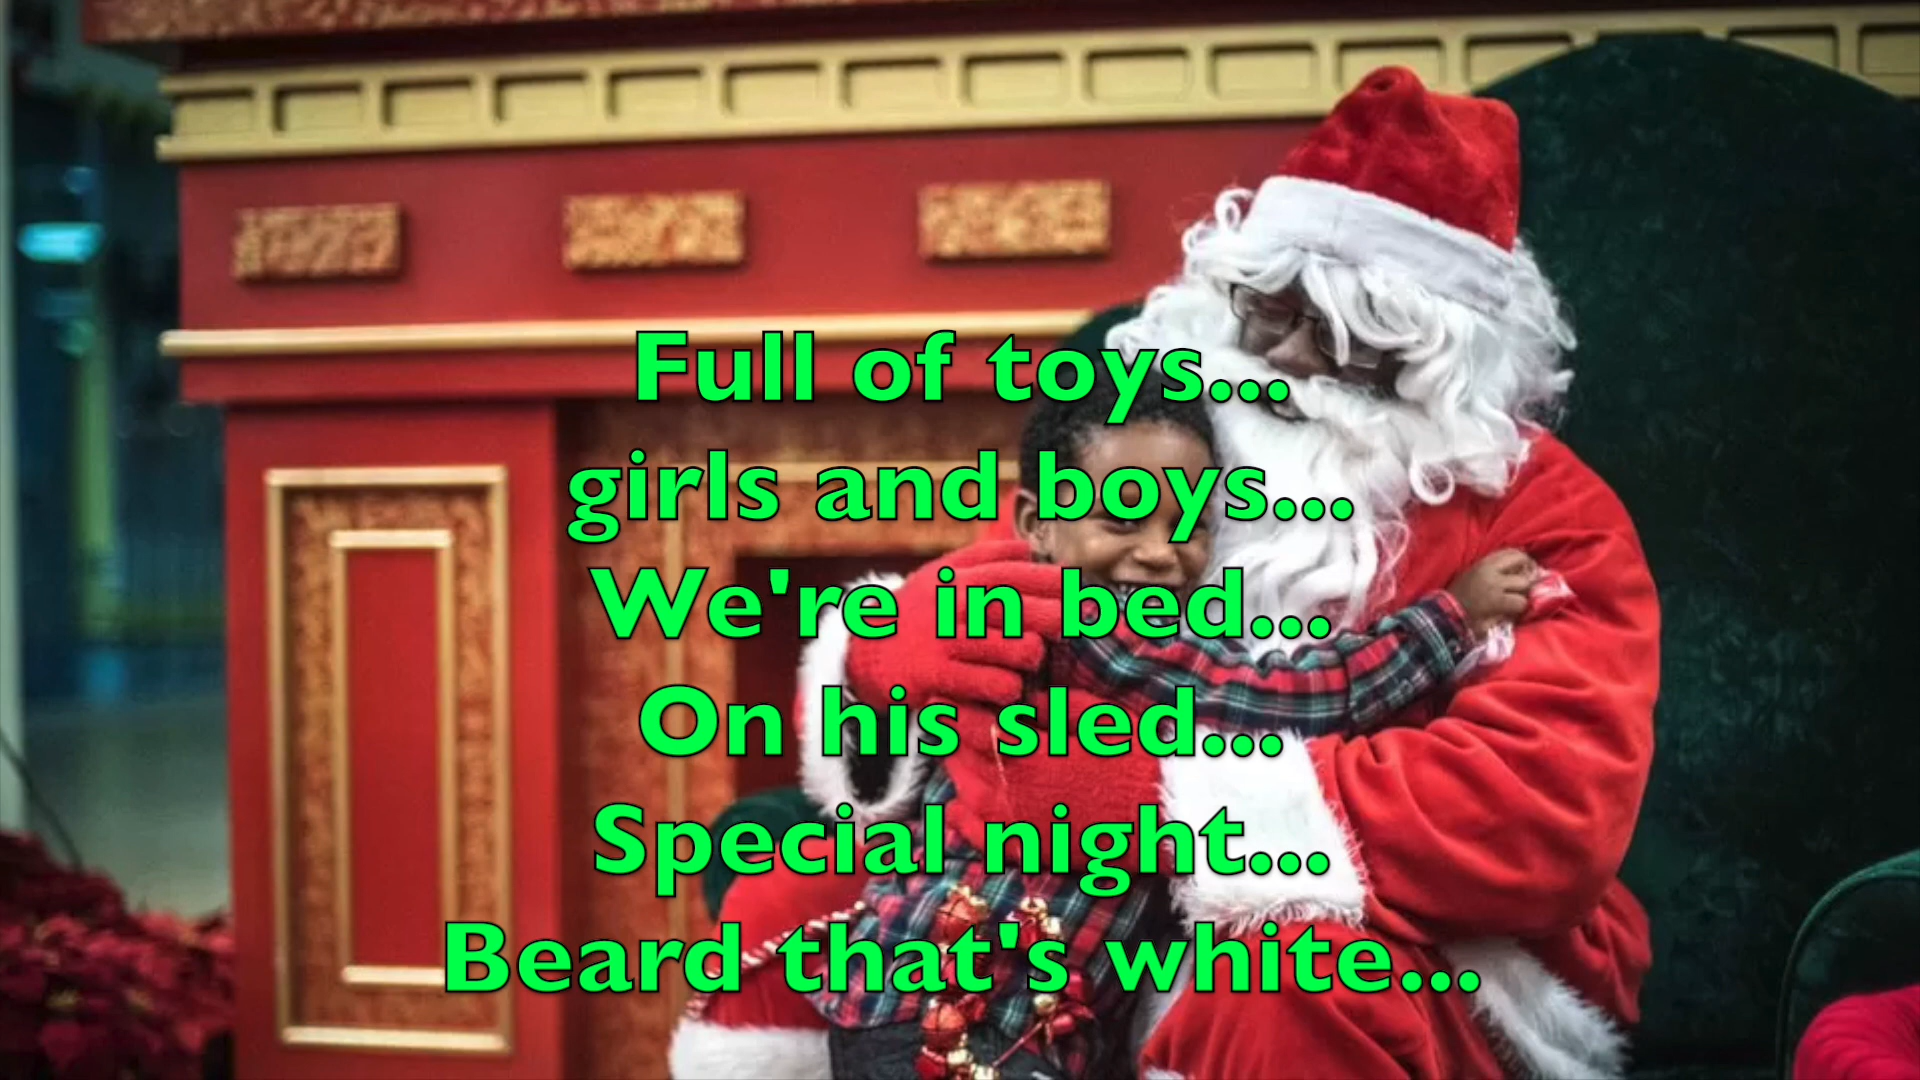 Full of toys...
girls and boys...
We're in bed...
On his sled...
Special night...
Beard that's white...